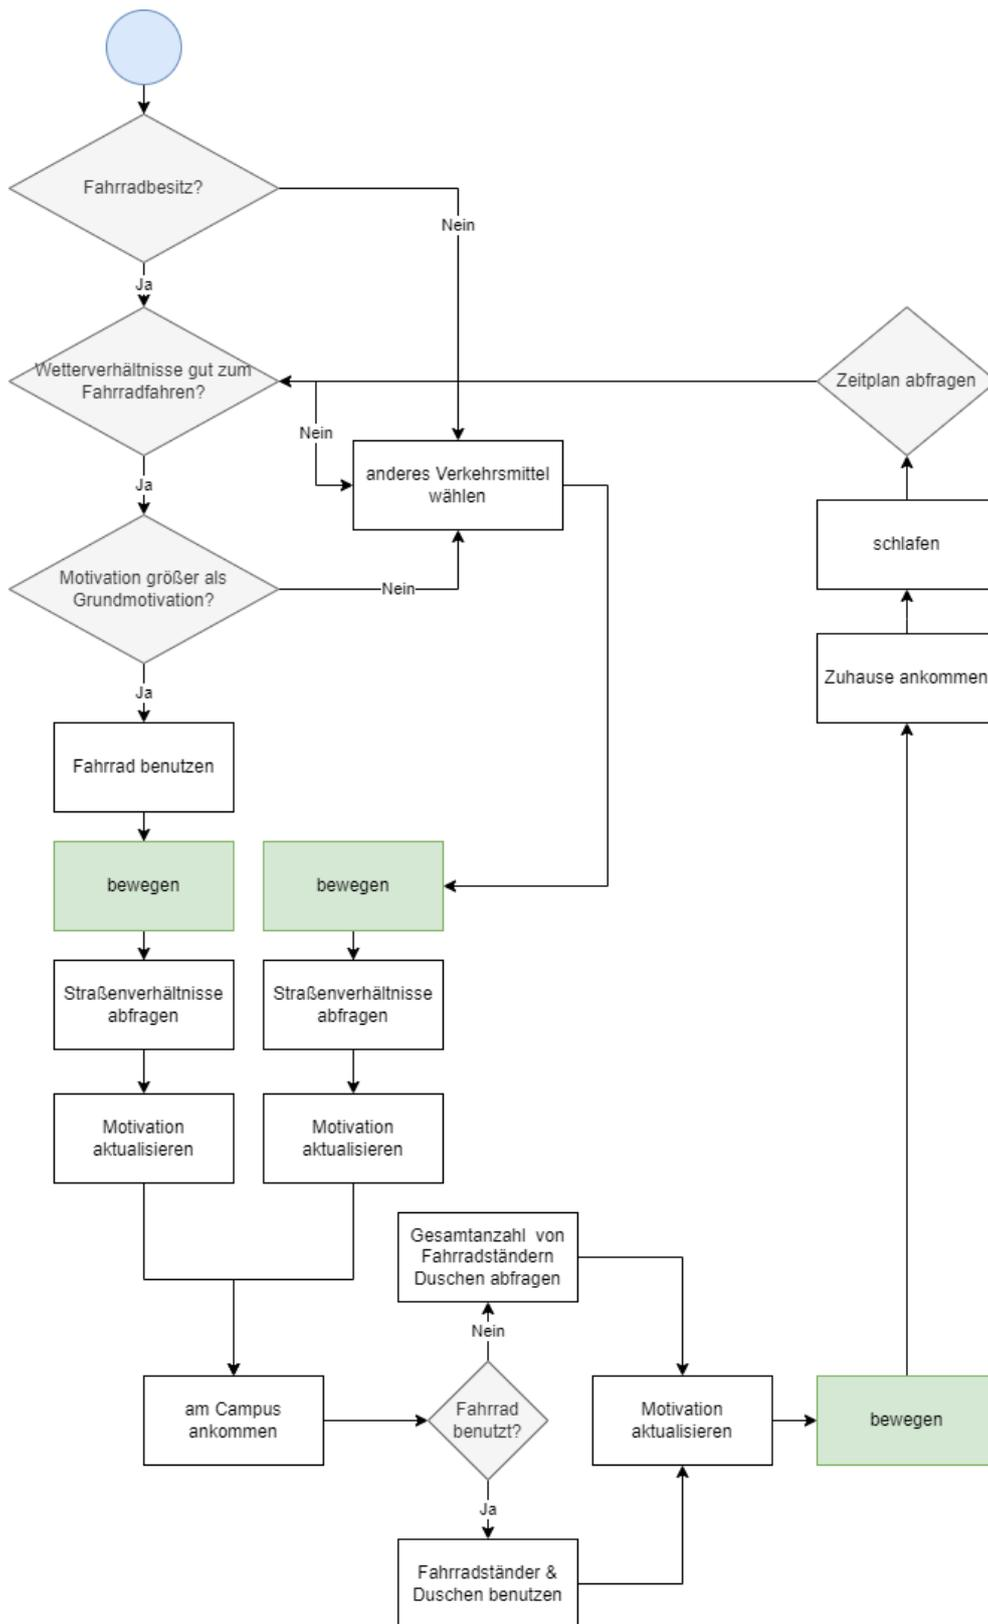 Fahrradbesitz?
Nein
Ja
Wetterverhältnisse gut zum
Fahrradfahren?
Zeitplan abfragen
Nein
anderes Verkehrsmittel
wählen
Ja
schlafen
Motivation größer als
Grundmotivation?
Nein
Zuhause ankommen
Ja
Fahrrad benutzen
bewegen
bewegen
Straßenverhältnisse
abfragen
Straßenverhältnisse
abfragen
Motivation
aktualisieren
Motivation
aktualisieren
Gesamtanzahl von
Fahrradständern
Duschen abfragen
Nein
am Campus
ankommen
Fahrrad
benutzt?
Motivation
aktualisieren
bewegen
Ja
Fahrradständer &
Duschen benutzen